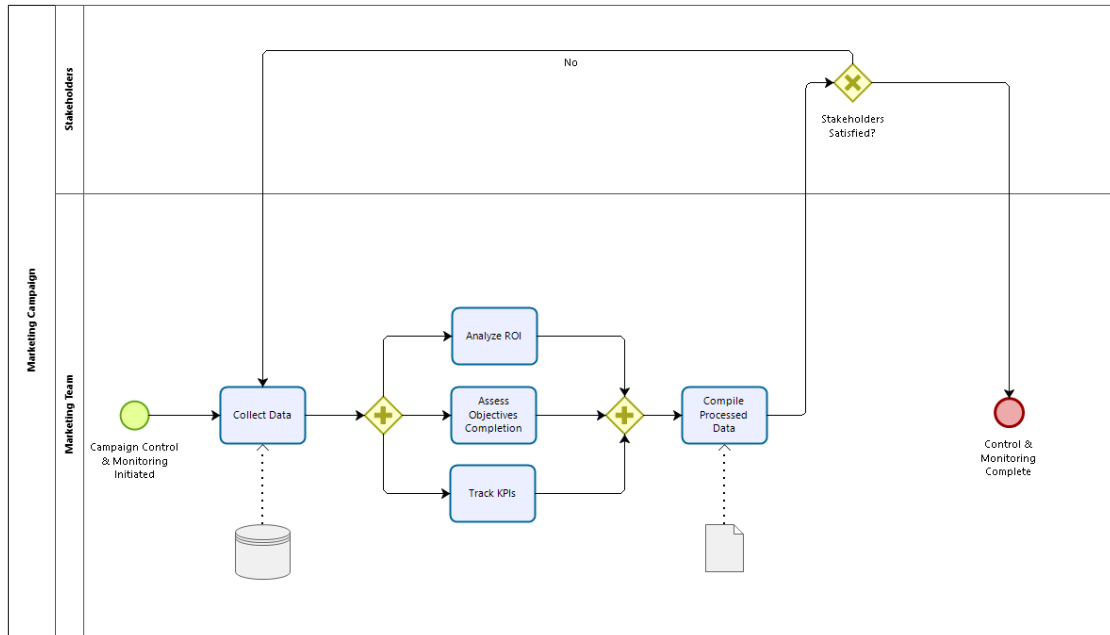 Marketing Campaign
Stakeholders
No
Stakeholders
Satisfied?
Marketing Team
Campaign Control
& Monitoring
Initiated
Collect Data
Analyze ROI
Assess
Objectives
Completion
Track KPIs
Compile
Processed
Data
Control &
Monitoring
Complete